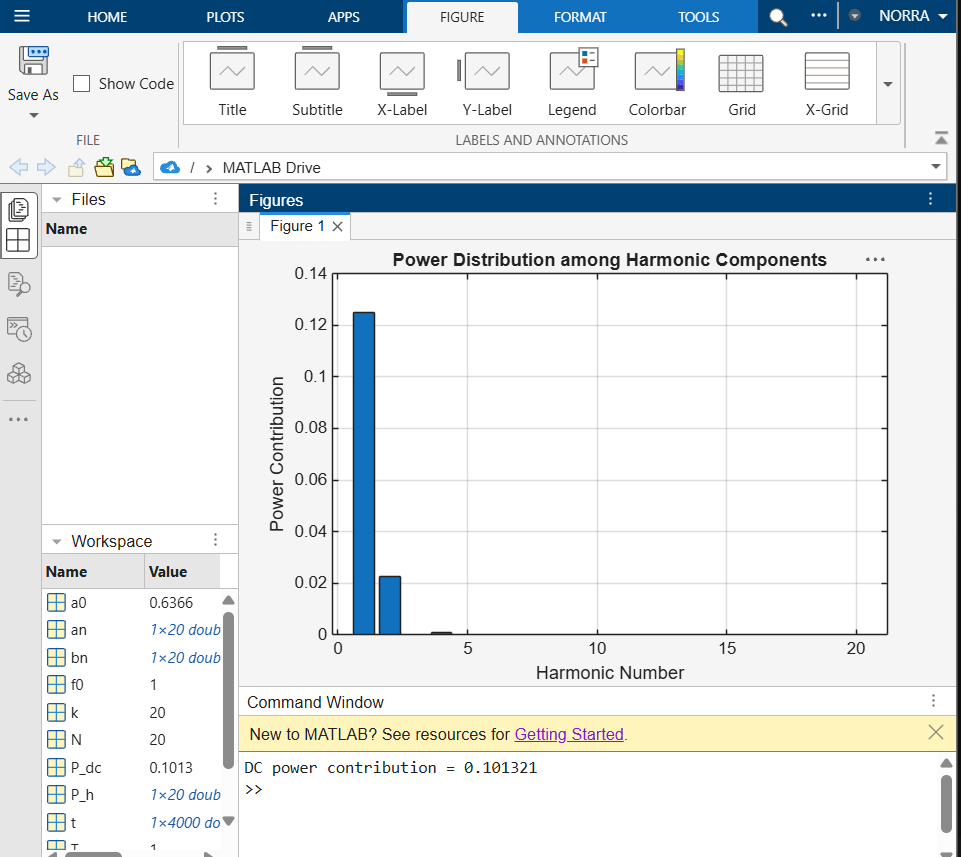 HOME PLOTS APPS FIGURE FORMAT TOOLS ••• NORRA
Save As
Show Code
Title Subtitle X-Label Y-Label Legend Colorbar Grid X-Grid
FILE LABELS AND ANNOTATIONS
/ › MATLAB Drive
Files
Name
Figures
Figure 1
Power Distribution among Harmonic Components
0.14
0.12
0.1
0.08
0.06
0.04
0.02
0
Power Contribution
0 5 10 15 20
Harmonic Number
Workspace
Name Value
a0 0.6366
an 1×20 doub
bn 1×20 doub
f0 1
k 20
N 20
P_dc 0.1013
P_h 1×20 doub
t 1×4000 do
T 1
Command Window
New to MATLAB? See resources for Getting Started.
DC power contribution = 0.101321
>>